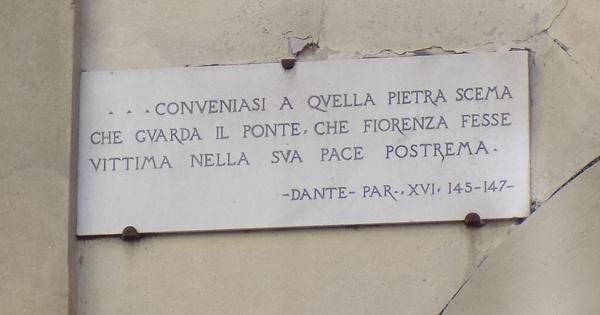 . . . CONVENIASI A QVELLA PIETRA SCEMA
CHE GVARDA IL PONTE, CHE FIORENZA FESSE
VITTIMA NELLA SVA PACE POSTREMA.
-DANTE- PAR., XVI, 145-147-